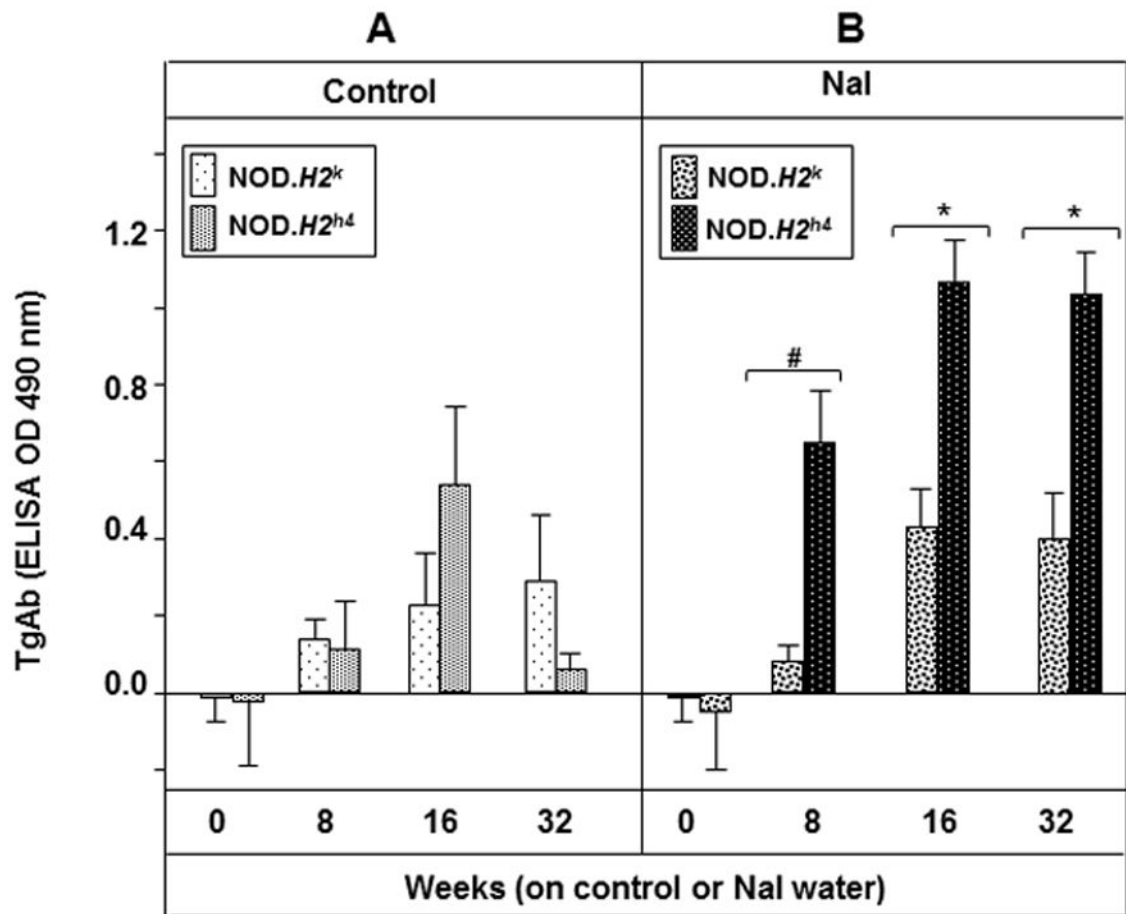 A
B
Control
NaI
NOD.H2k
NOD.H2h4
NOD.H2k
NOD.H2h4
TgAb (ELISA OD 490 nm)
1.2
0.8
0.4
0.0
#
*
*
0 8 16 32
0 8 16 32
Weeks (on control or NaI water)